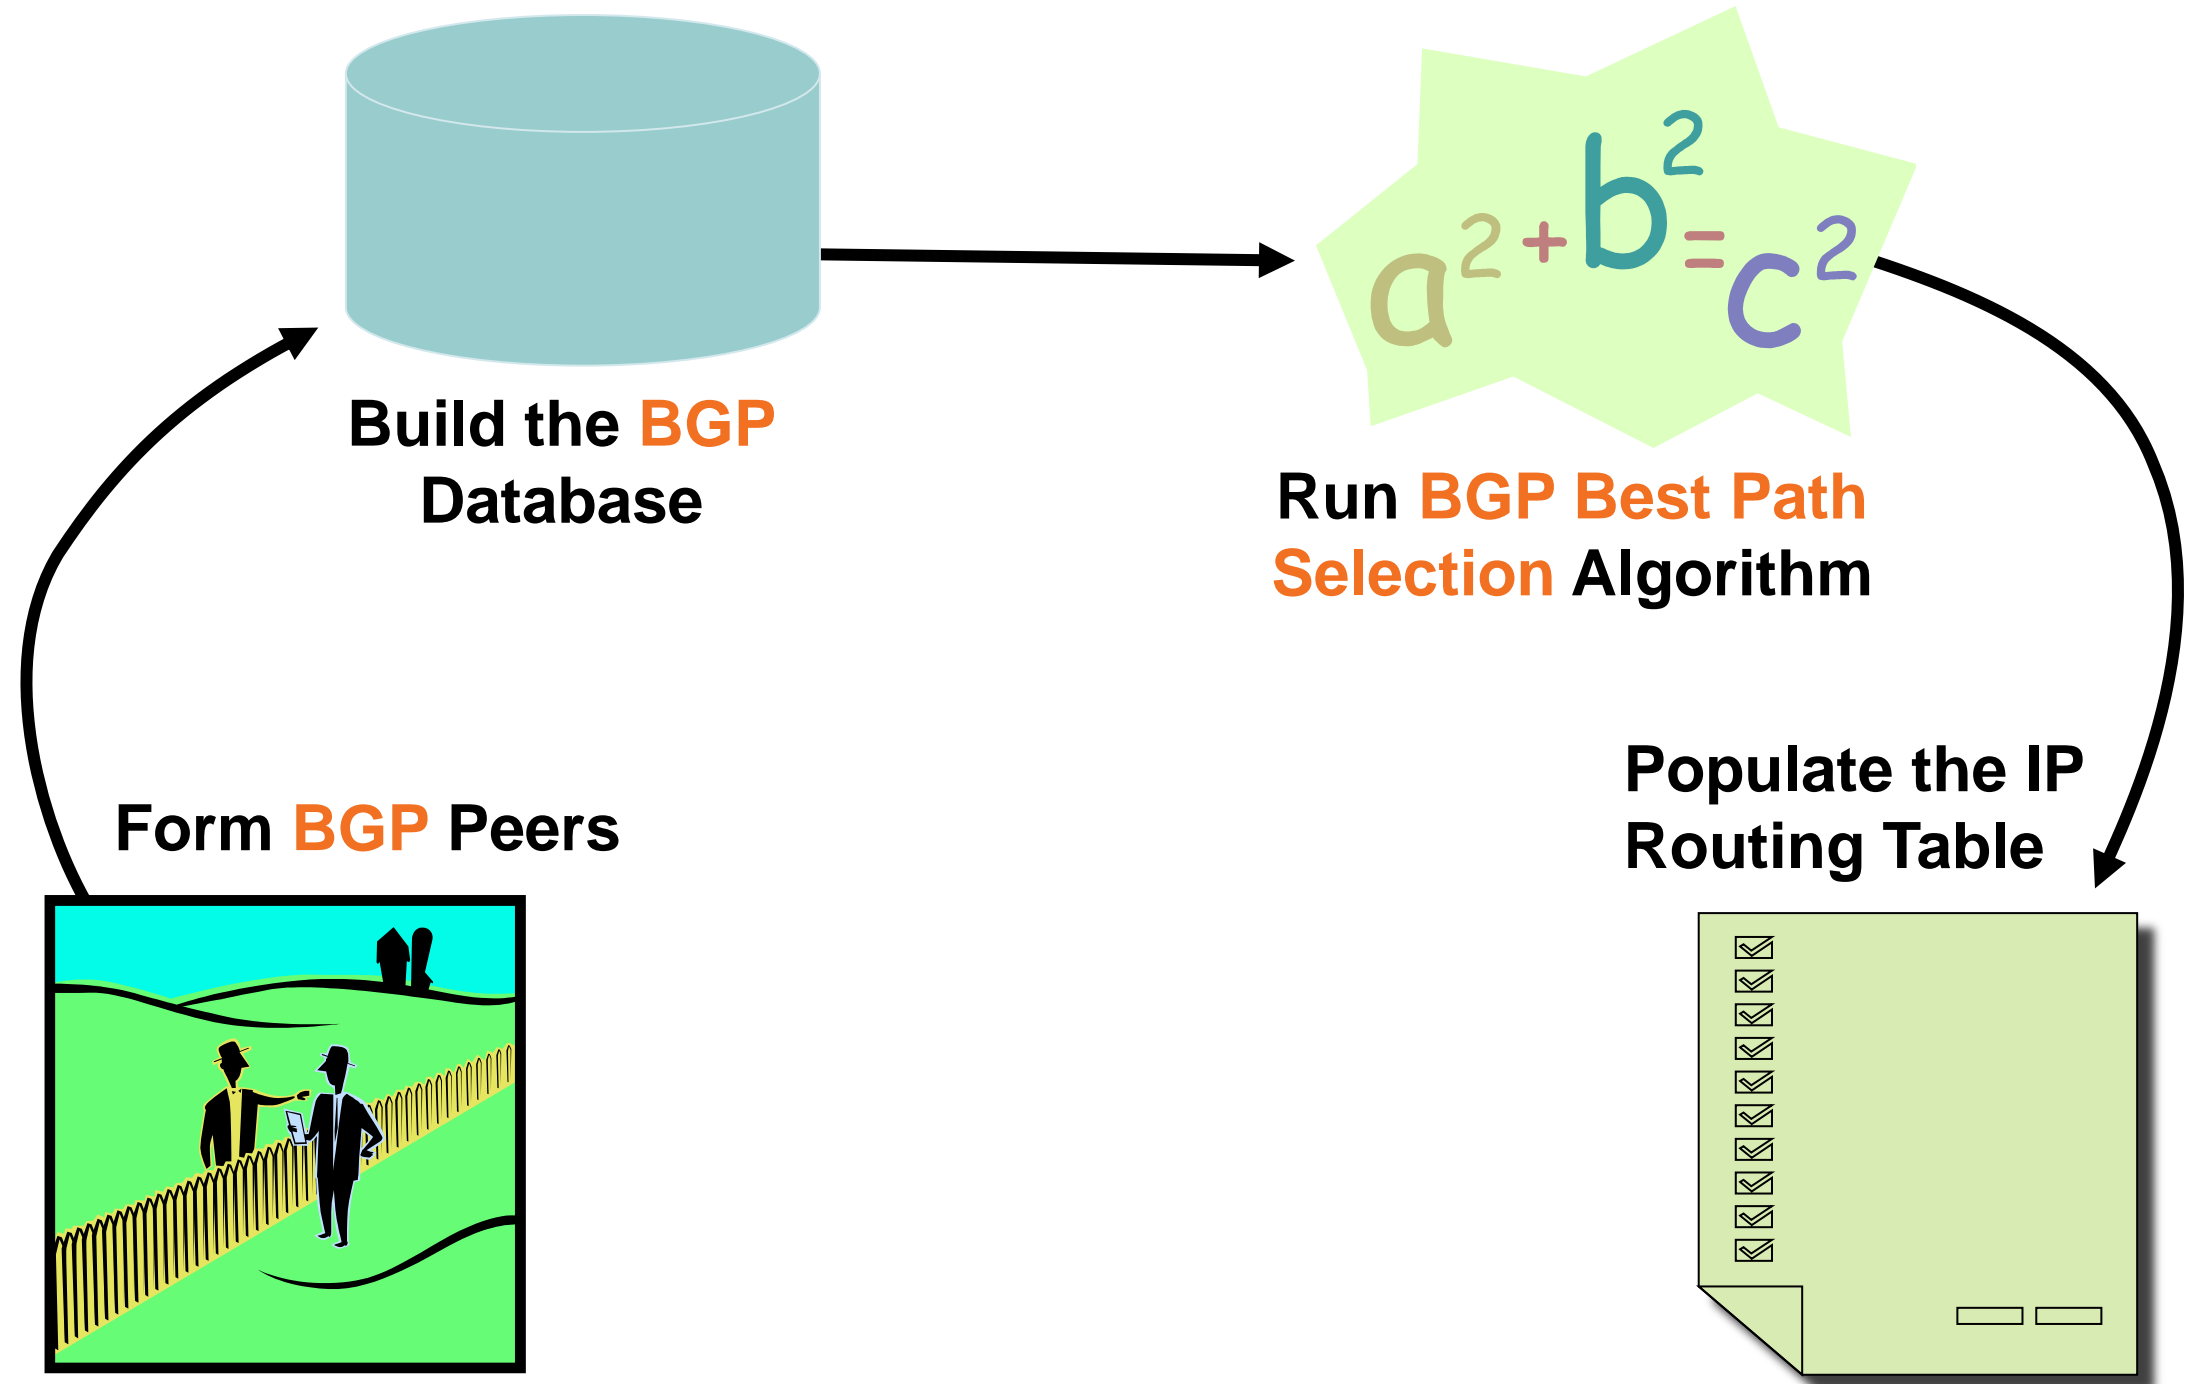 Build the BGP
Database
a² + b² = c²
Run BGP Best Path
Selection Algorithm
Form BGP Peers
Populate the IP
Routing Table